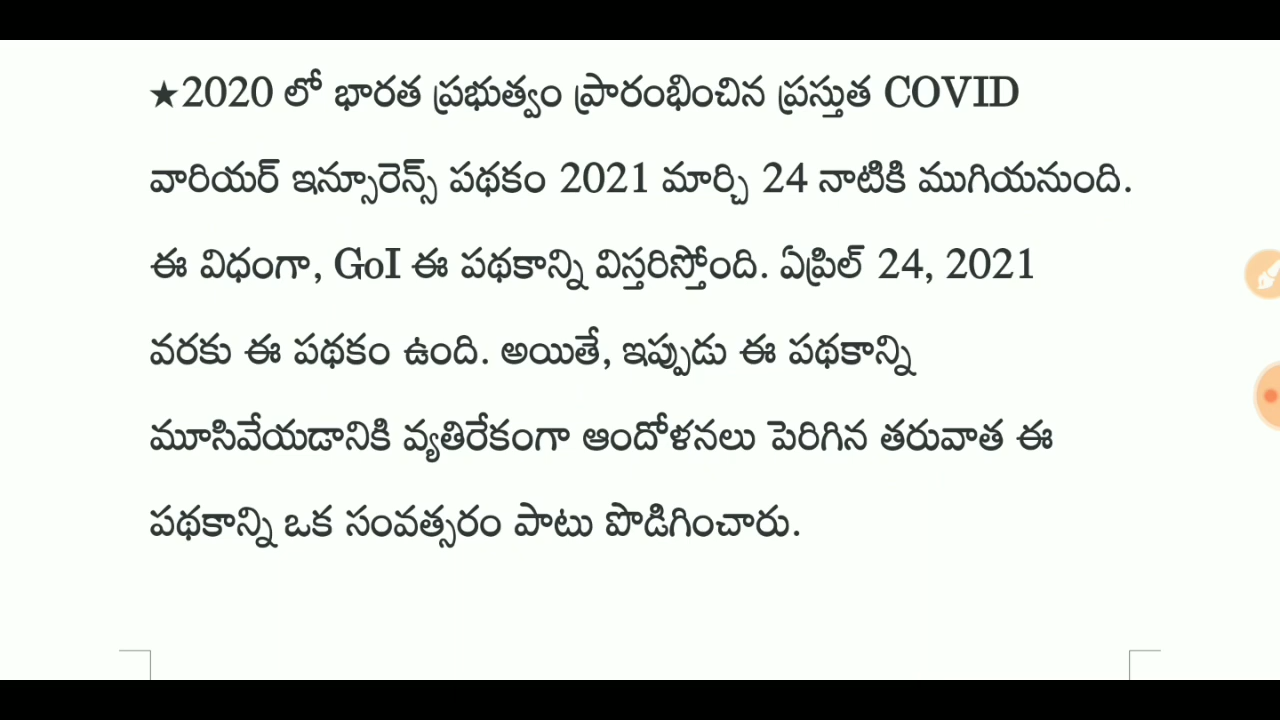 ★2020 లో భారత ప్రభుత్వం ప్రారంభించిన ప్రస్తుత COVID
వారియర్ ఇన్సూరెన్స్ పథకం 2021 మార్చి 24 నాటికి ముగియనుంది.
ఈ విధంగా, GoI ఈ పథకాన్ని విస్తరిస్తోంది. ఏప్రిల్ 24, 2021
వరకు ఈ పథకం ఉంది. అయితే, ఇప్పుడు ఈ పథకాన్ని
మూసివేయడానికి వ్యతిరేకంగా ఆందోళనలు పెరిగిన తరువాత ఈ
పథకాన్ని ఒక సంవత్సరం పాటు పొడిగించారు.